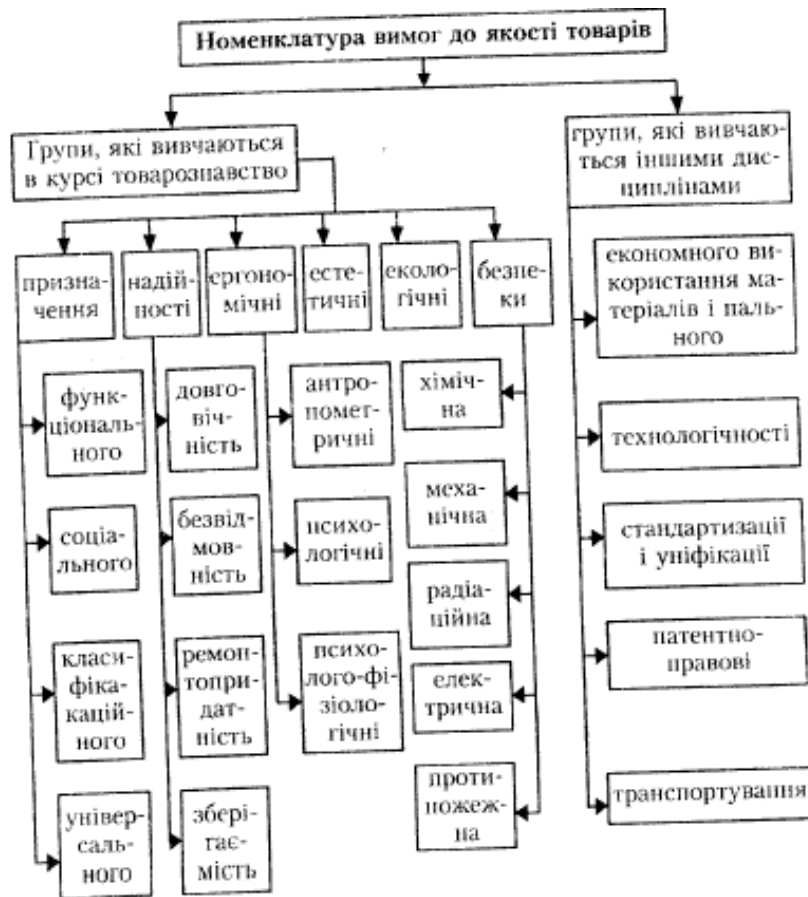 Номенклатура вимог до якості товарів
Групи, які вивчаються
в курсі товарознавство
групи, які вивча-
ються іншими дис-
циплінами
призна-
чення
надій-
ності
ергоно-
мічні
есте-
тичні
еколо-
гічні
безпе-
ки
функ-
ціональ-
ного
соці-
ального
класи-
фіка-
каційного
універ-
саль-
ного
довго-
віч-
ність
безвід-
мов-
ність
ремон-
топри-
дат-
ність
збері-
гає-
мість
антро-
помет-
ричні
психо-
логічні
психо-
лого-фі-
зіоло-
гічні
хіміч-
на
меха-
нічна
радіа-
ційна
елек-
трична
проти-
пожеж-
на
економного ви-
користання ма-
теріалів і паль-
ного
технологічності
стандартизації
і уніфікації
патентно-
правові
транспортування